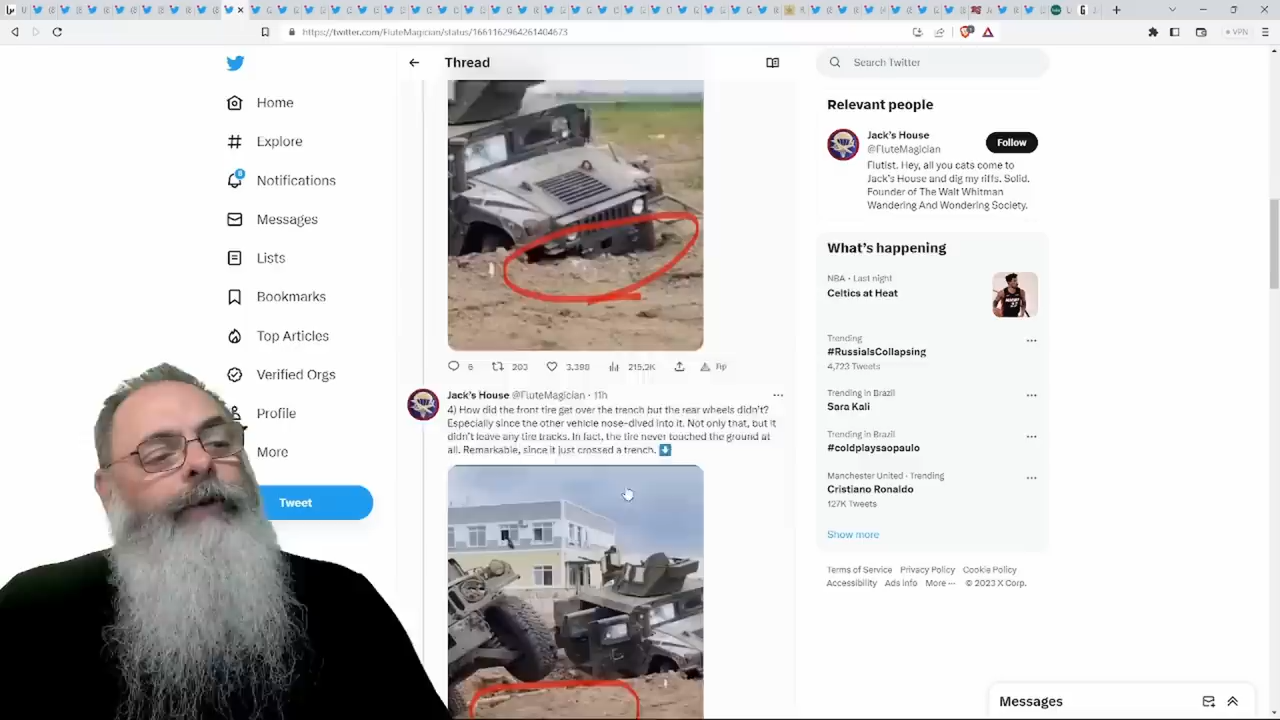 https://twitter.com/FluteMagician/status/1661162964261404673
VPN
Home
Explore
8
Notifications
Messages
Lists
Bookmarks
Top Articles
Verified Orgs
Profile
More
Tweet
Thread
6
203
3,398
215.2K
Tip
Jack's House @FluteMagician · 11h
4) How did the front tire get over the trench but the rear wheels didn't?
Especially since the other vehicle nose-dived into it. Not only that, but it
didn't leave any tire tracks. In fact, the tire never touched the ground at
all. Remarkable, since it just crossed a trench.
Search Twitter
Relevant people
Jack's House
@FluteMagician
Follow
Flutist. Hey, all you cats come to
Jack's House and dig my riffs. Solid.
Founder of The Walt Whitman
Wandering And Wondering Society.
What's happening
NBA · Last night
Celtics at Heat
Trending
#RussiaIsCollapsing
4,723 Tweets
Trending in Brazil
Sara Kali
Trending in Brazil
#coldplaysaopaulo
Manchester United · Trending
Cristiano Ronaldo
127K Tweets
Show more
Terms of Service Privacy Policy Cookie Policy
Accessibility Ads info More ··· © 2023 X Corp.
Messages